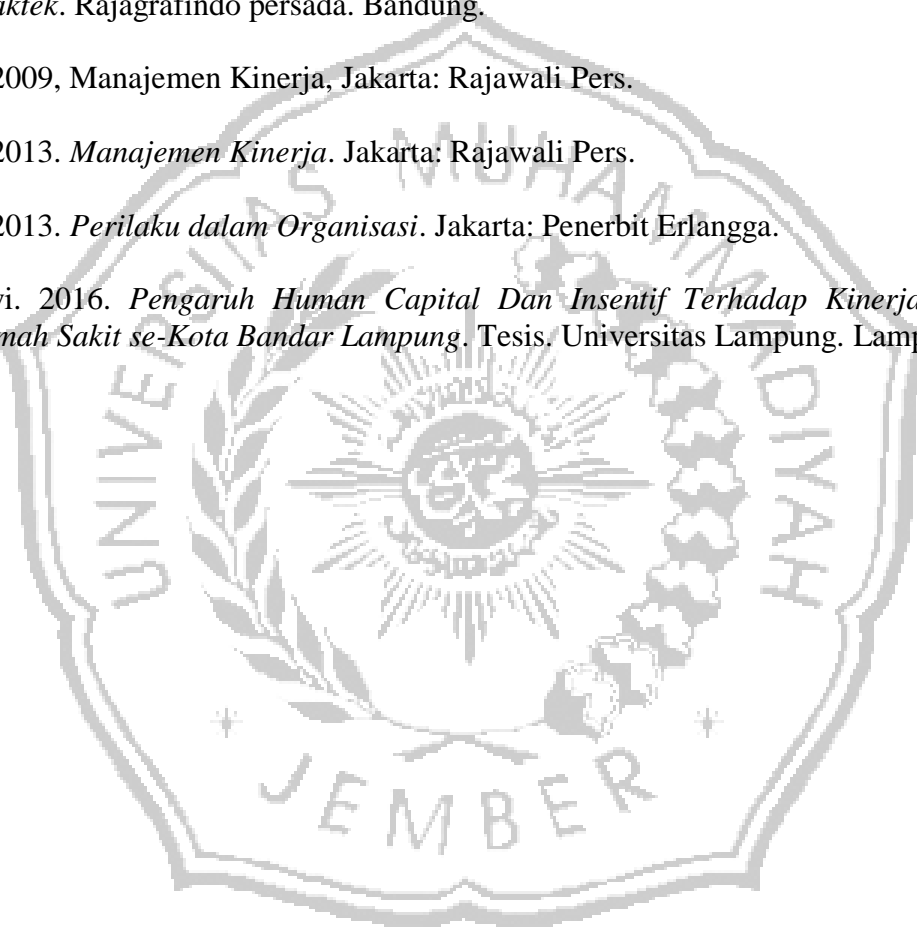 aktek. Rajagrafindo persada. Bandung.
2009, Manajemen Kinerja, Jakarta: Rajawali Pers.
2013. Manajemen Kinerja. Jakarta: Rajawali Pers.
2013. Perilaku dalam Organisasi. Jakarta: Penerbit Erlangga.
vi. 2016. Pengaruh Human Capital Dan Insentif Terhadap Kinerja
mah Sakit se-Kota Bandar Lampung. Tesis. Universitas Lampung. Lamp
UNIVERSITAS MUHAMMADIYAH
JEMBER